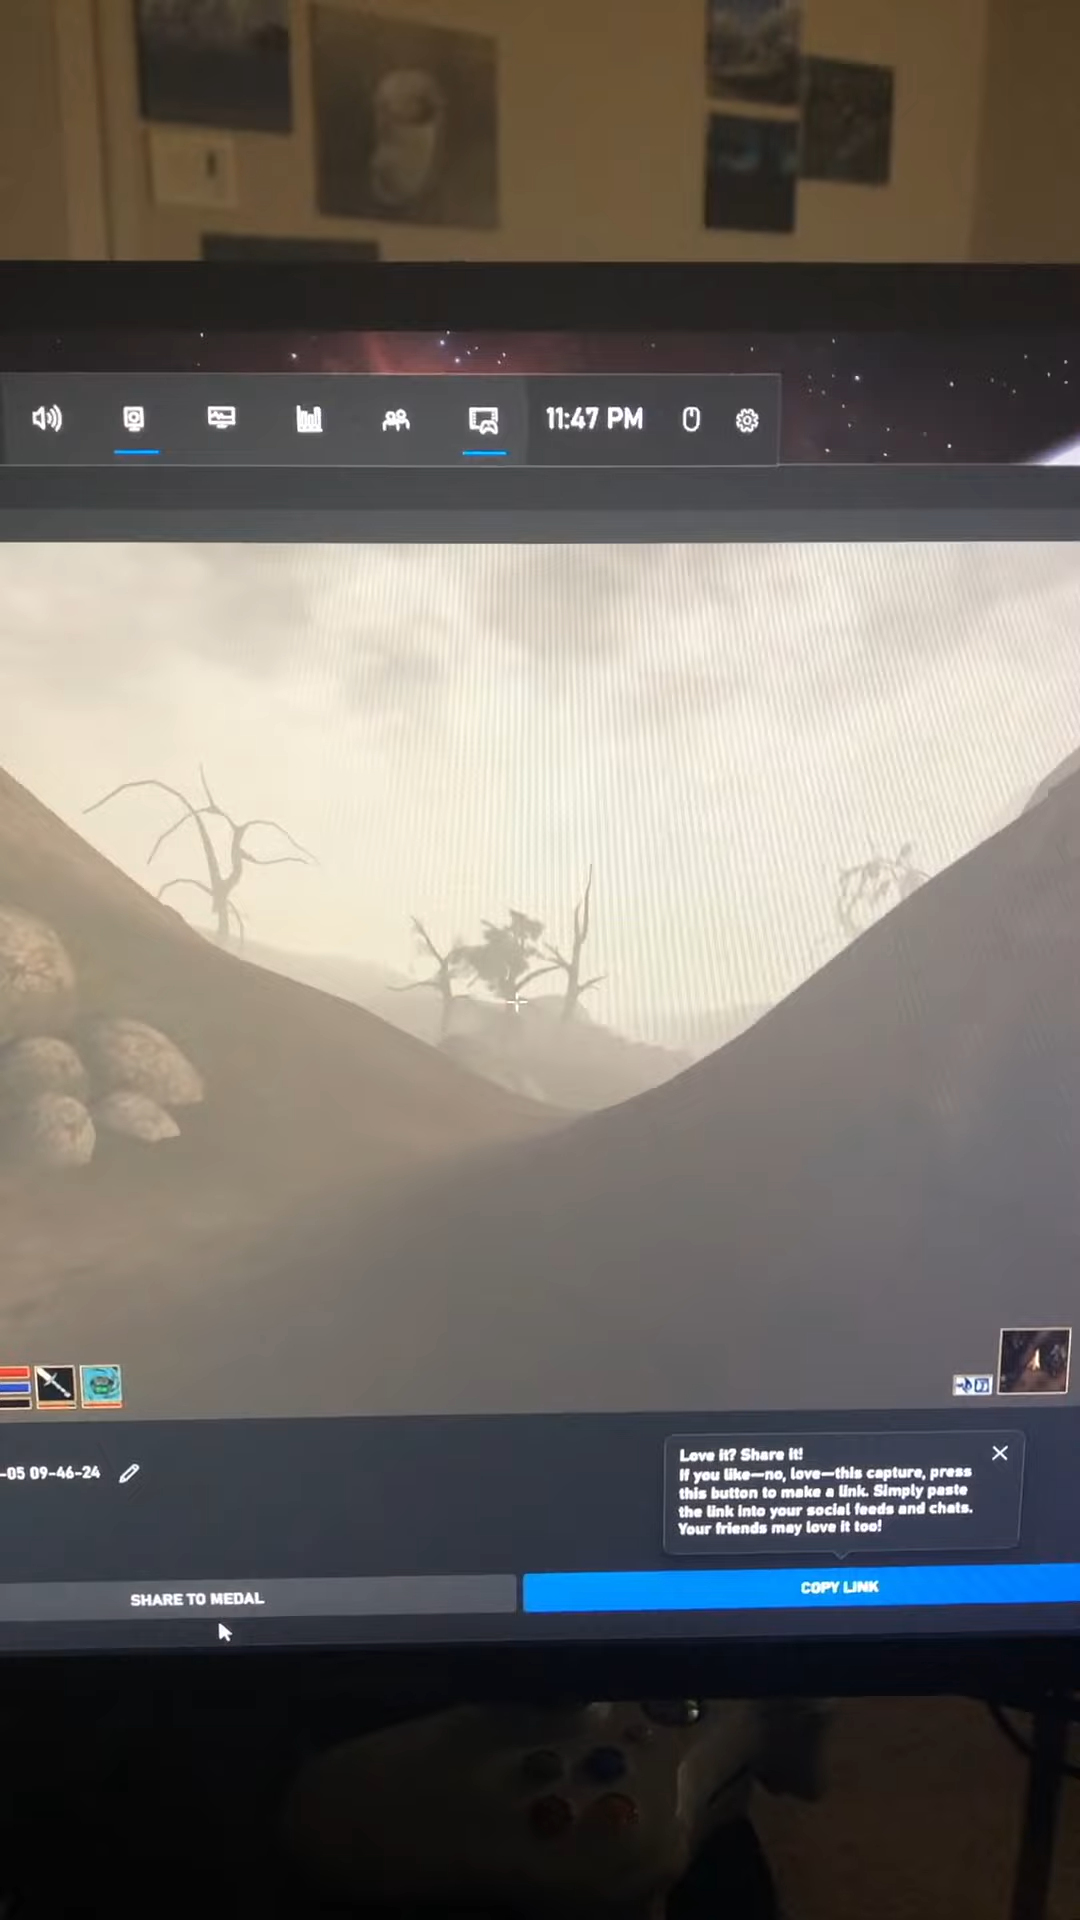 11:47 PM
-05 09-46-24
Love it? Share it!
If you like—no, love—this capture, press
this button to make a link. Simply paste
the link into your social feeds and chats.
Your friends may love it too!
SHARE TO MEDAL
COPY LINK